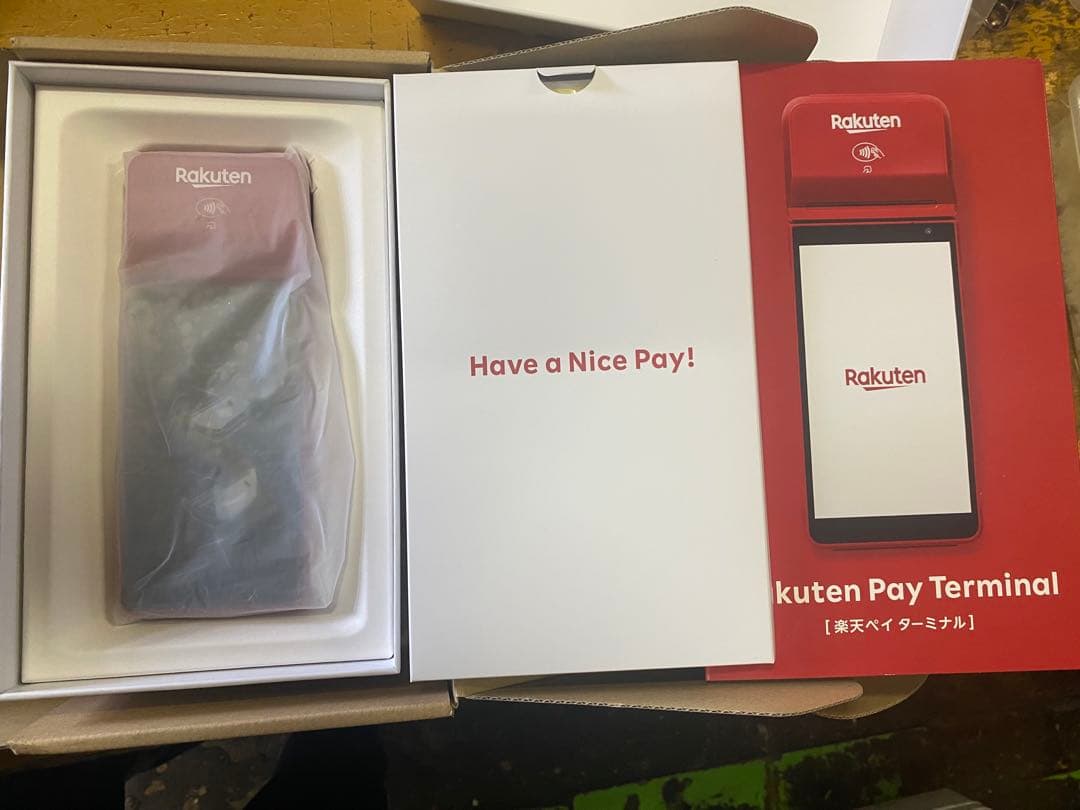 Rakuten
Have a Nice Pay!
Rakuten
Rakuten
kuten Pay Terminal
[楽天ペイ ターミナル]